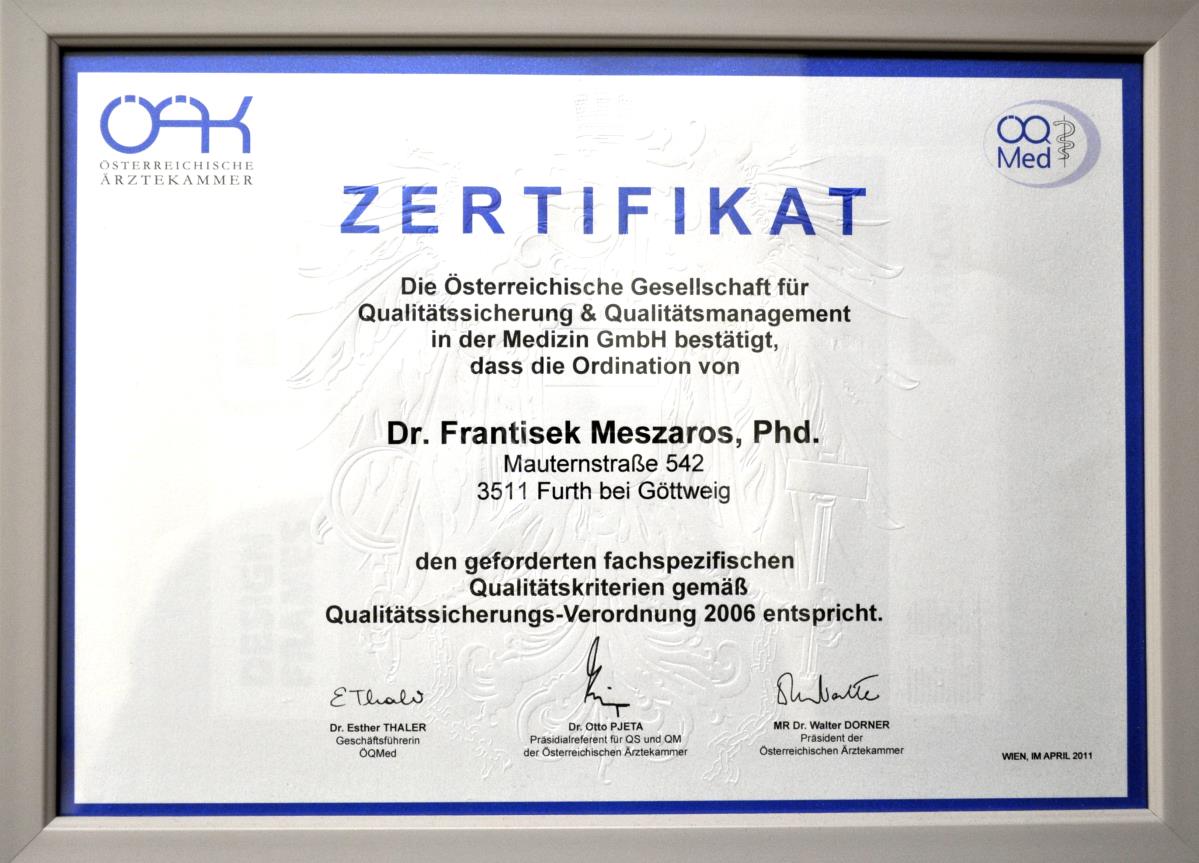 ÖÄK
ÖSTERREICHISCHE
ÄRZTEKAMMER
ÖQ
Med
ZERTIFIKAT
Die Österreichische Gesellschaft für
Qualitätssicherung & Qualitätsmanagement
in der Medizin GmbH bestätigt,
dass die Ordination von
Dr. Frantisek Meszaros, Phd.
Mauternstraße 542
3511 Furth bei Göttweig
den geforderten fachspezifischen
Qualitätskriterien gemäß
Qualitätssicherungs-Verordnung 2006 entspricht.
E Thaler
Dr. Esther THALER
Geschäftsführerin
ÖQMed
Dr. Otto PJETA
Präsidialreferent für QS und QM
der Österreichischen Ärztekammer
MR Dr. Walter DORNER
Präsident der
Österreichischen Ärztekammer
WIEN, IM APRIL 2011